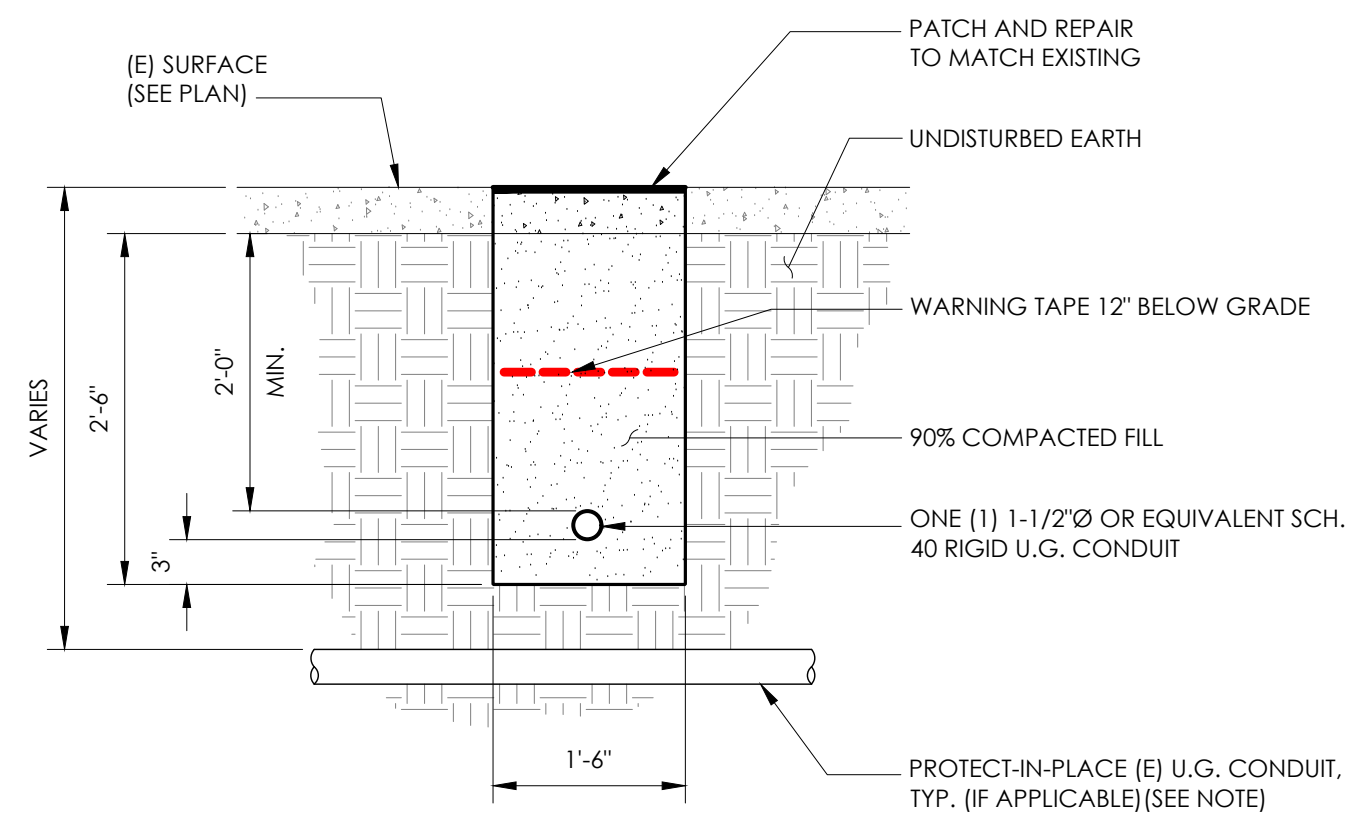 PATCH AND REPAIR
TO MATCH EXISTING
(E) SURFACE
(SEE PLAN)
UNDISTURBED EARTH
WARNING TAPE 12" BELOW GRADE
VARIES
2'-6"
2'-0"
MIN.
90% COMPACTED FILL
ONE (1) 1-1/2"Ø OR EQUIVALENT SCH.
40 RIGID U.G. CONDUIT
3"
1'-6"
PROTECT-IN-PLACE (E) U.G. CONDUIT,
TYP. (IF APPLICABLE)(SEE NOTE)